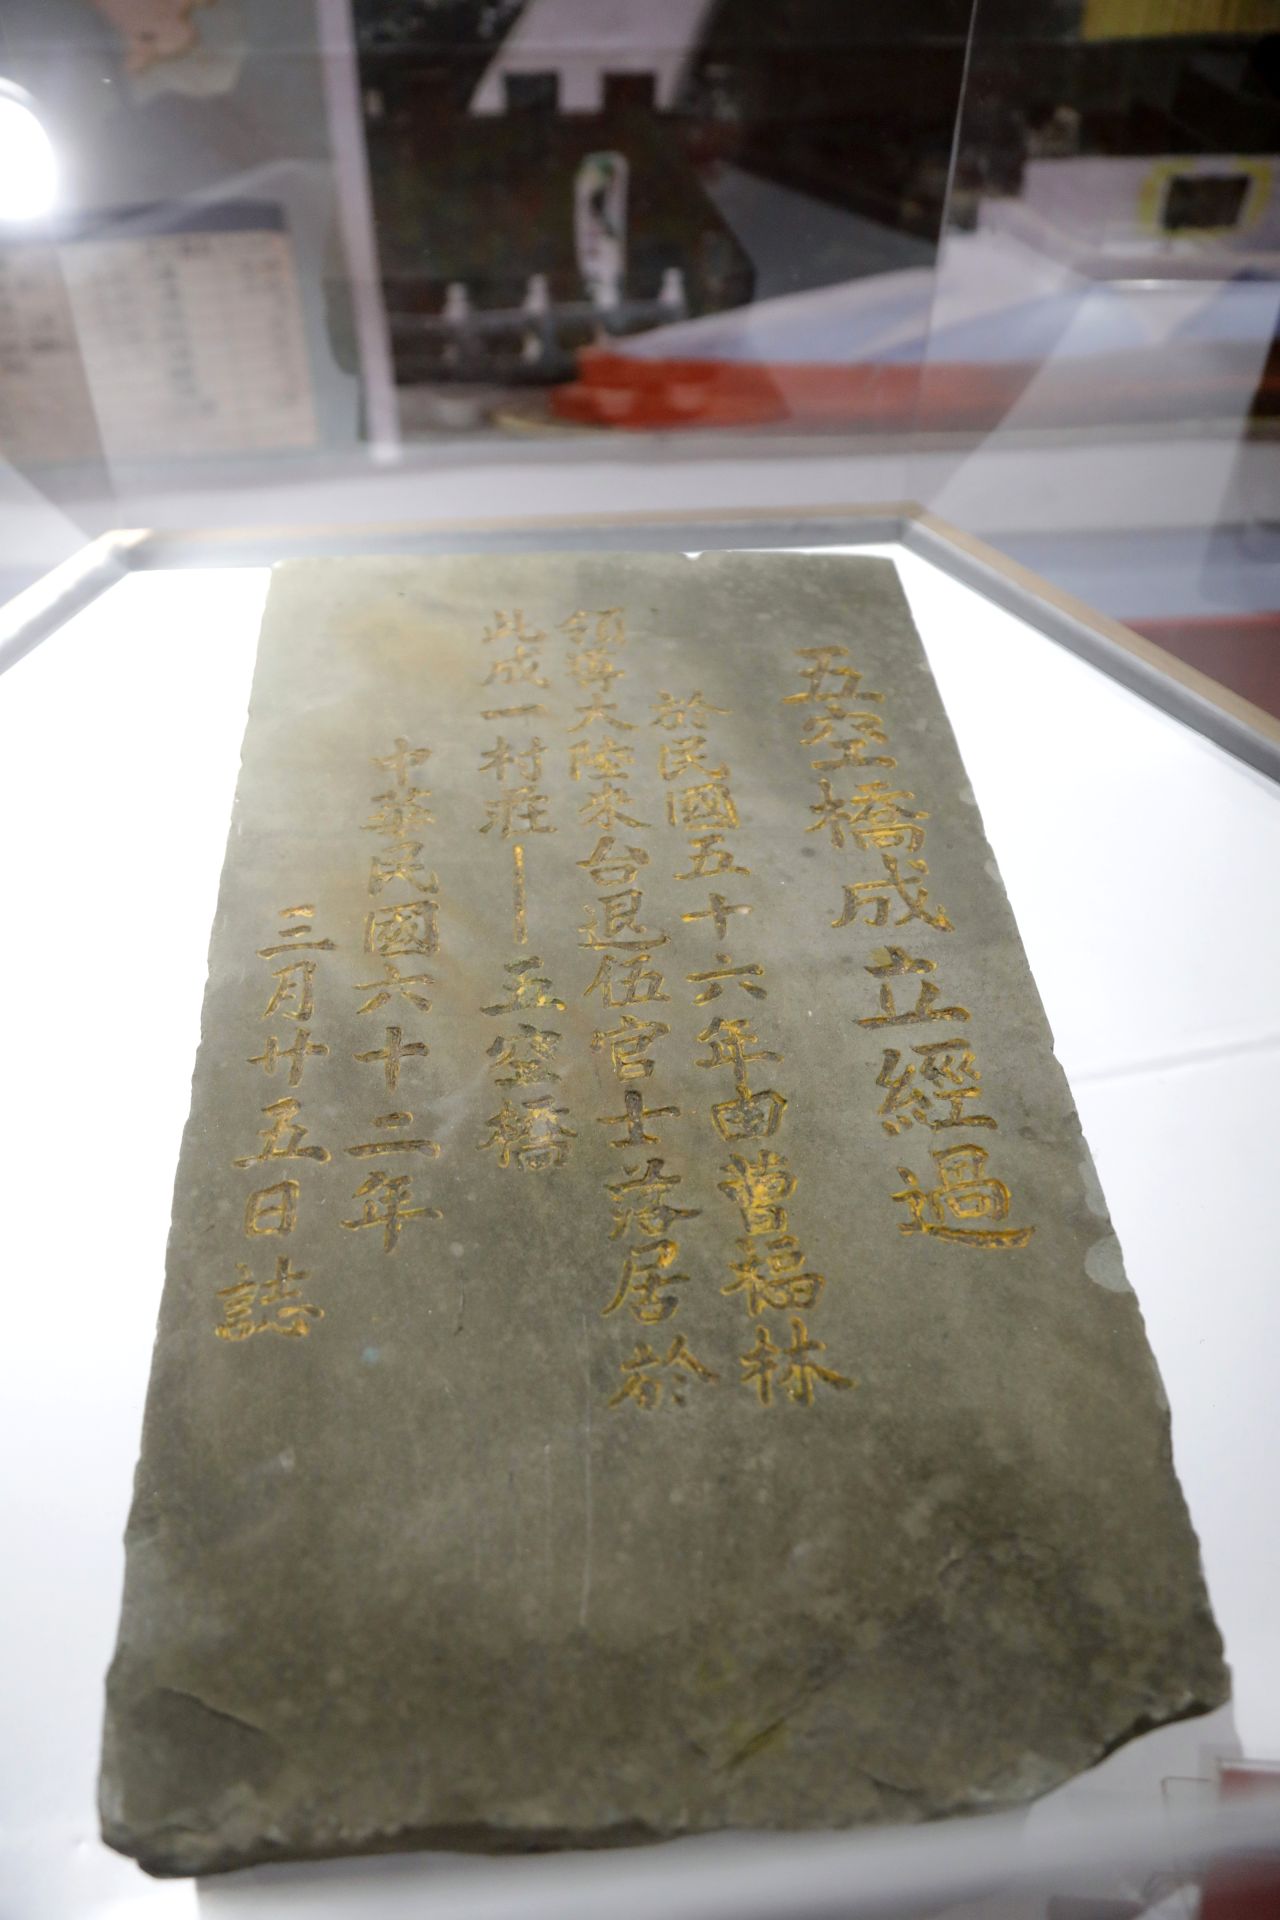 五空橋成立經過
於民國五十六年由曹福林
領導大陸來台退伍官士落居於
此成一村莊——五空橋
中華民國六十二年
三月廿五日誌